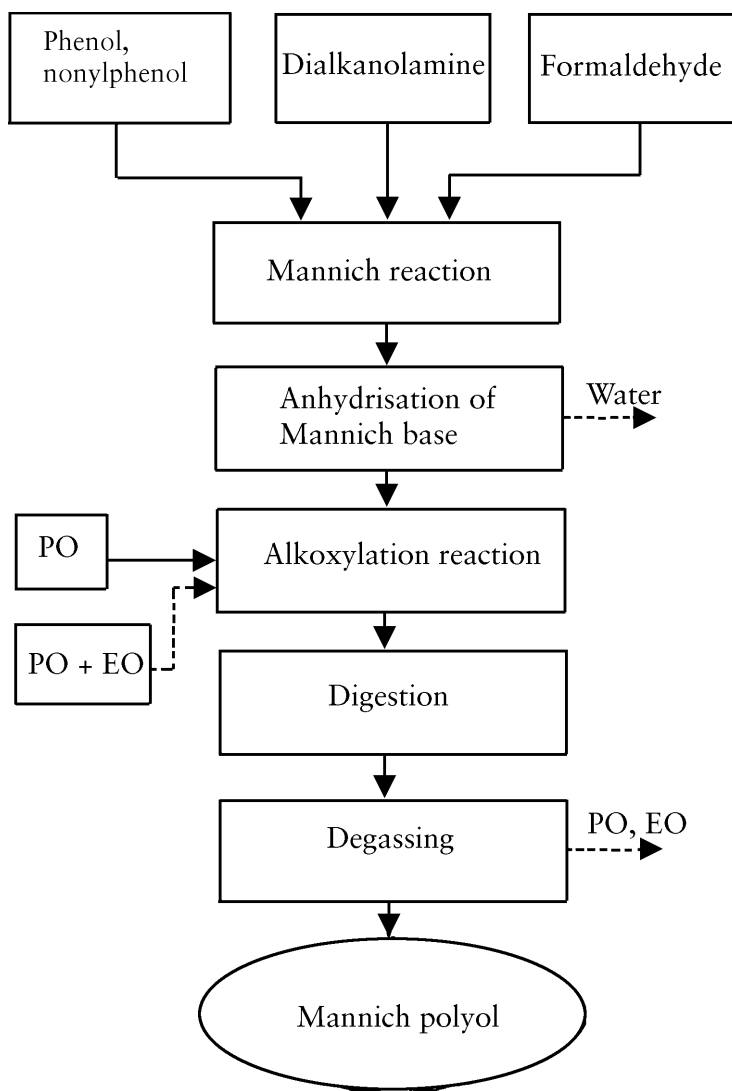 Phenol,
nonylphenol
Dialkanolamine
Formaldehyde
Mannich reaction
Anhydrisation of
Mannich base
Water
PO
Alkoxylation reaction
PO + EO
Digestion
Degassing
PO, EO
Mannich polyol